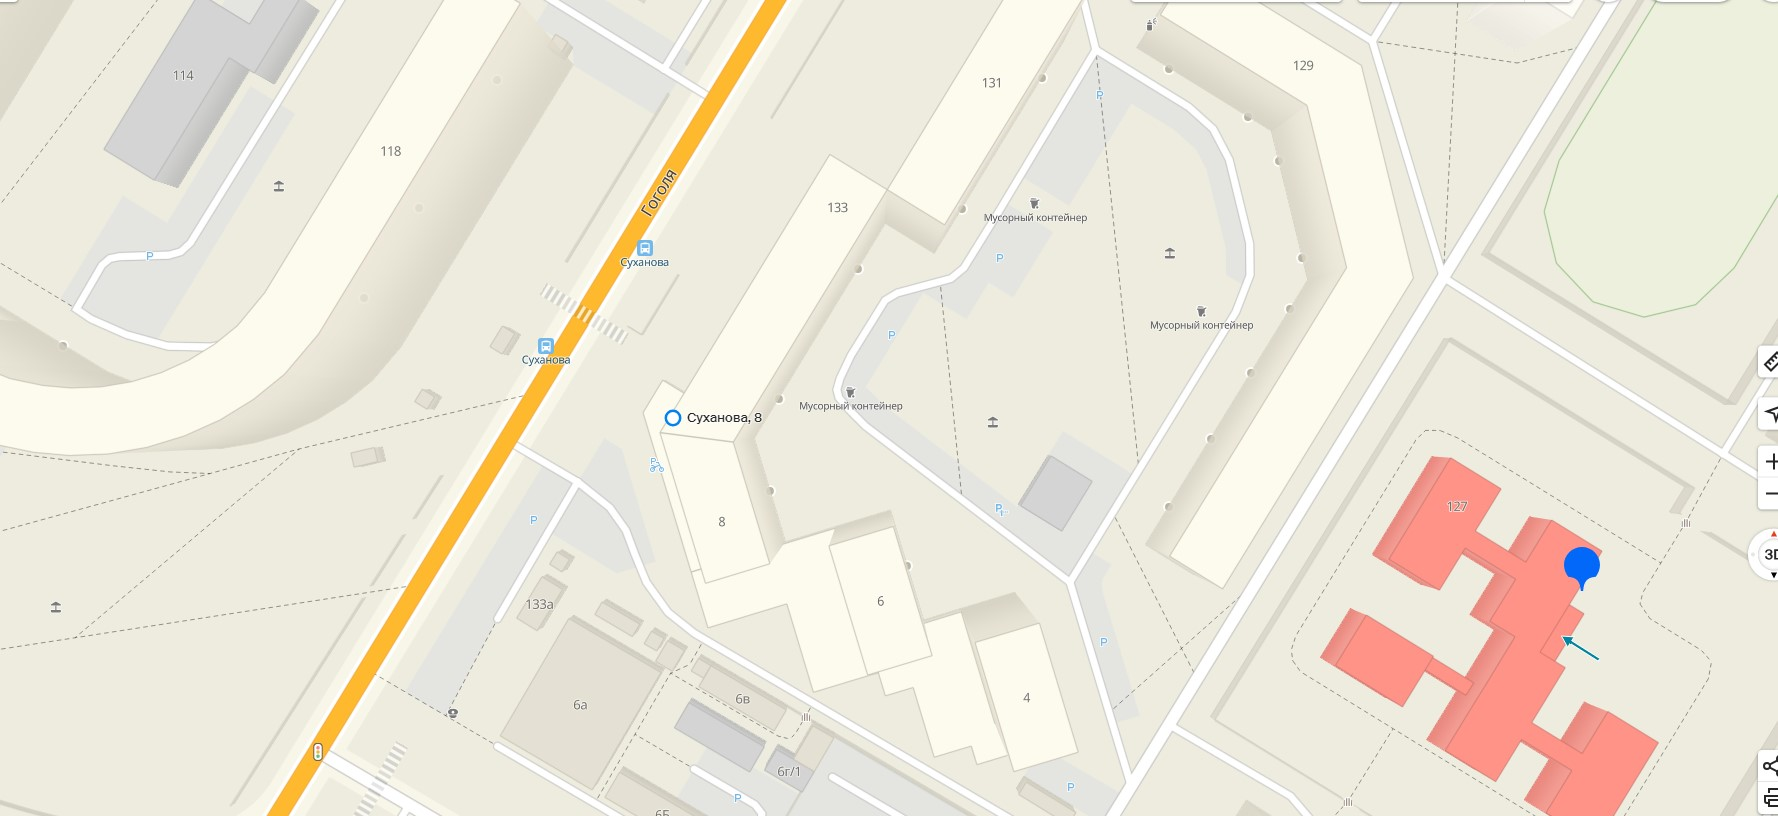 129
114
131
P
118
Гоголя
133
Мусорный контейнер
Суханова
P
P
Мусорный контейнер
P
Суханова
Мусорный контейнер
Суханова, 8
P
127
P
P
8
3D
6
133а
P
4
6в
6а
6г/1
P
P